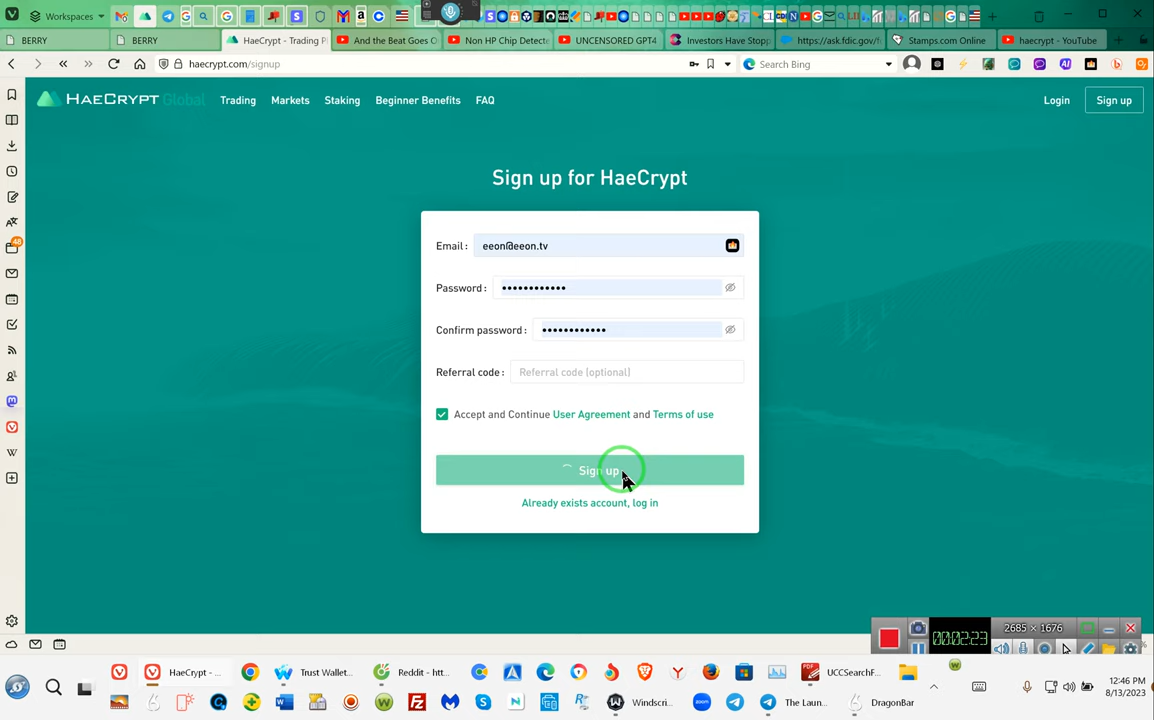 Workspaces
BERRY
BERRY
HaeCrypt - Trading Pl
And the Beat Goes O
Non HP Chip Detect
UNCENSORED GPT4
Investors Have Stopp
https://ask.fdic.gov/f
Stamps.com Online
haecrypt - YouTube
haecrypt.com/signup
Search Bing
HAECRYPT Global
Trading
Markets
Staking
Beginner Benefits
FAQ
Login
Sign up
Sign up for HaeCrypt
Email :
eeon@eeon.tv
Password :
••••••••••••
Confirm password :
••••••••••••
Referral code :
Referral code (optional)
Accept and Continue User Agreement and Terms of use
Sign up
Already exists account, log in
00:02:23
2685 × 1676
HaeCrypt - ...
Trust Wallet...
Reddit - htt...
UCCSearchF...
Windscri...
The Laun...
DragonBar
12:46 PM
8/13/2023